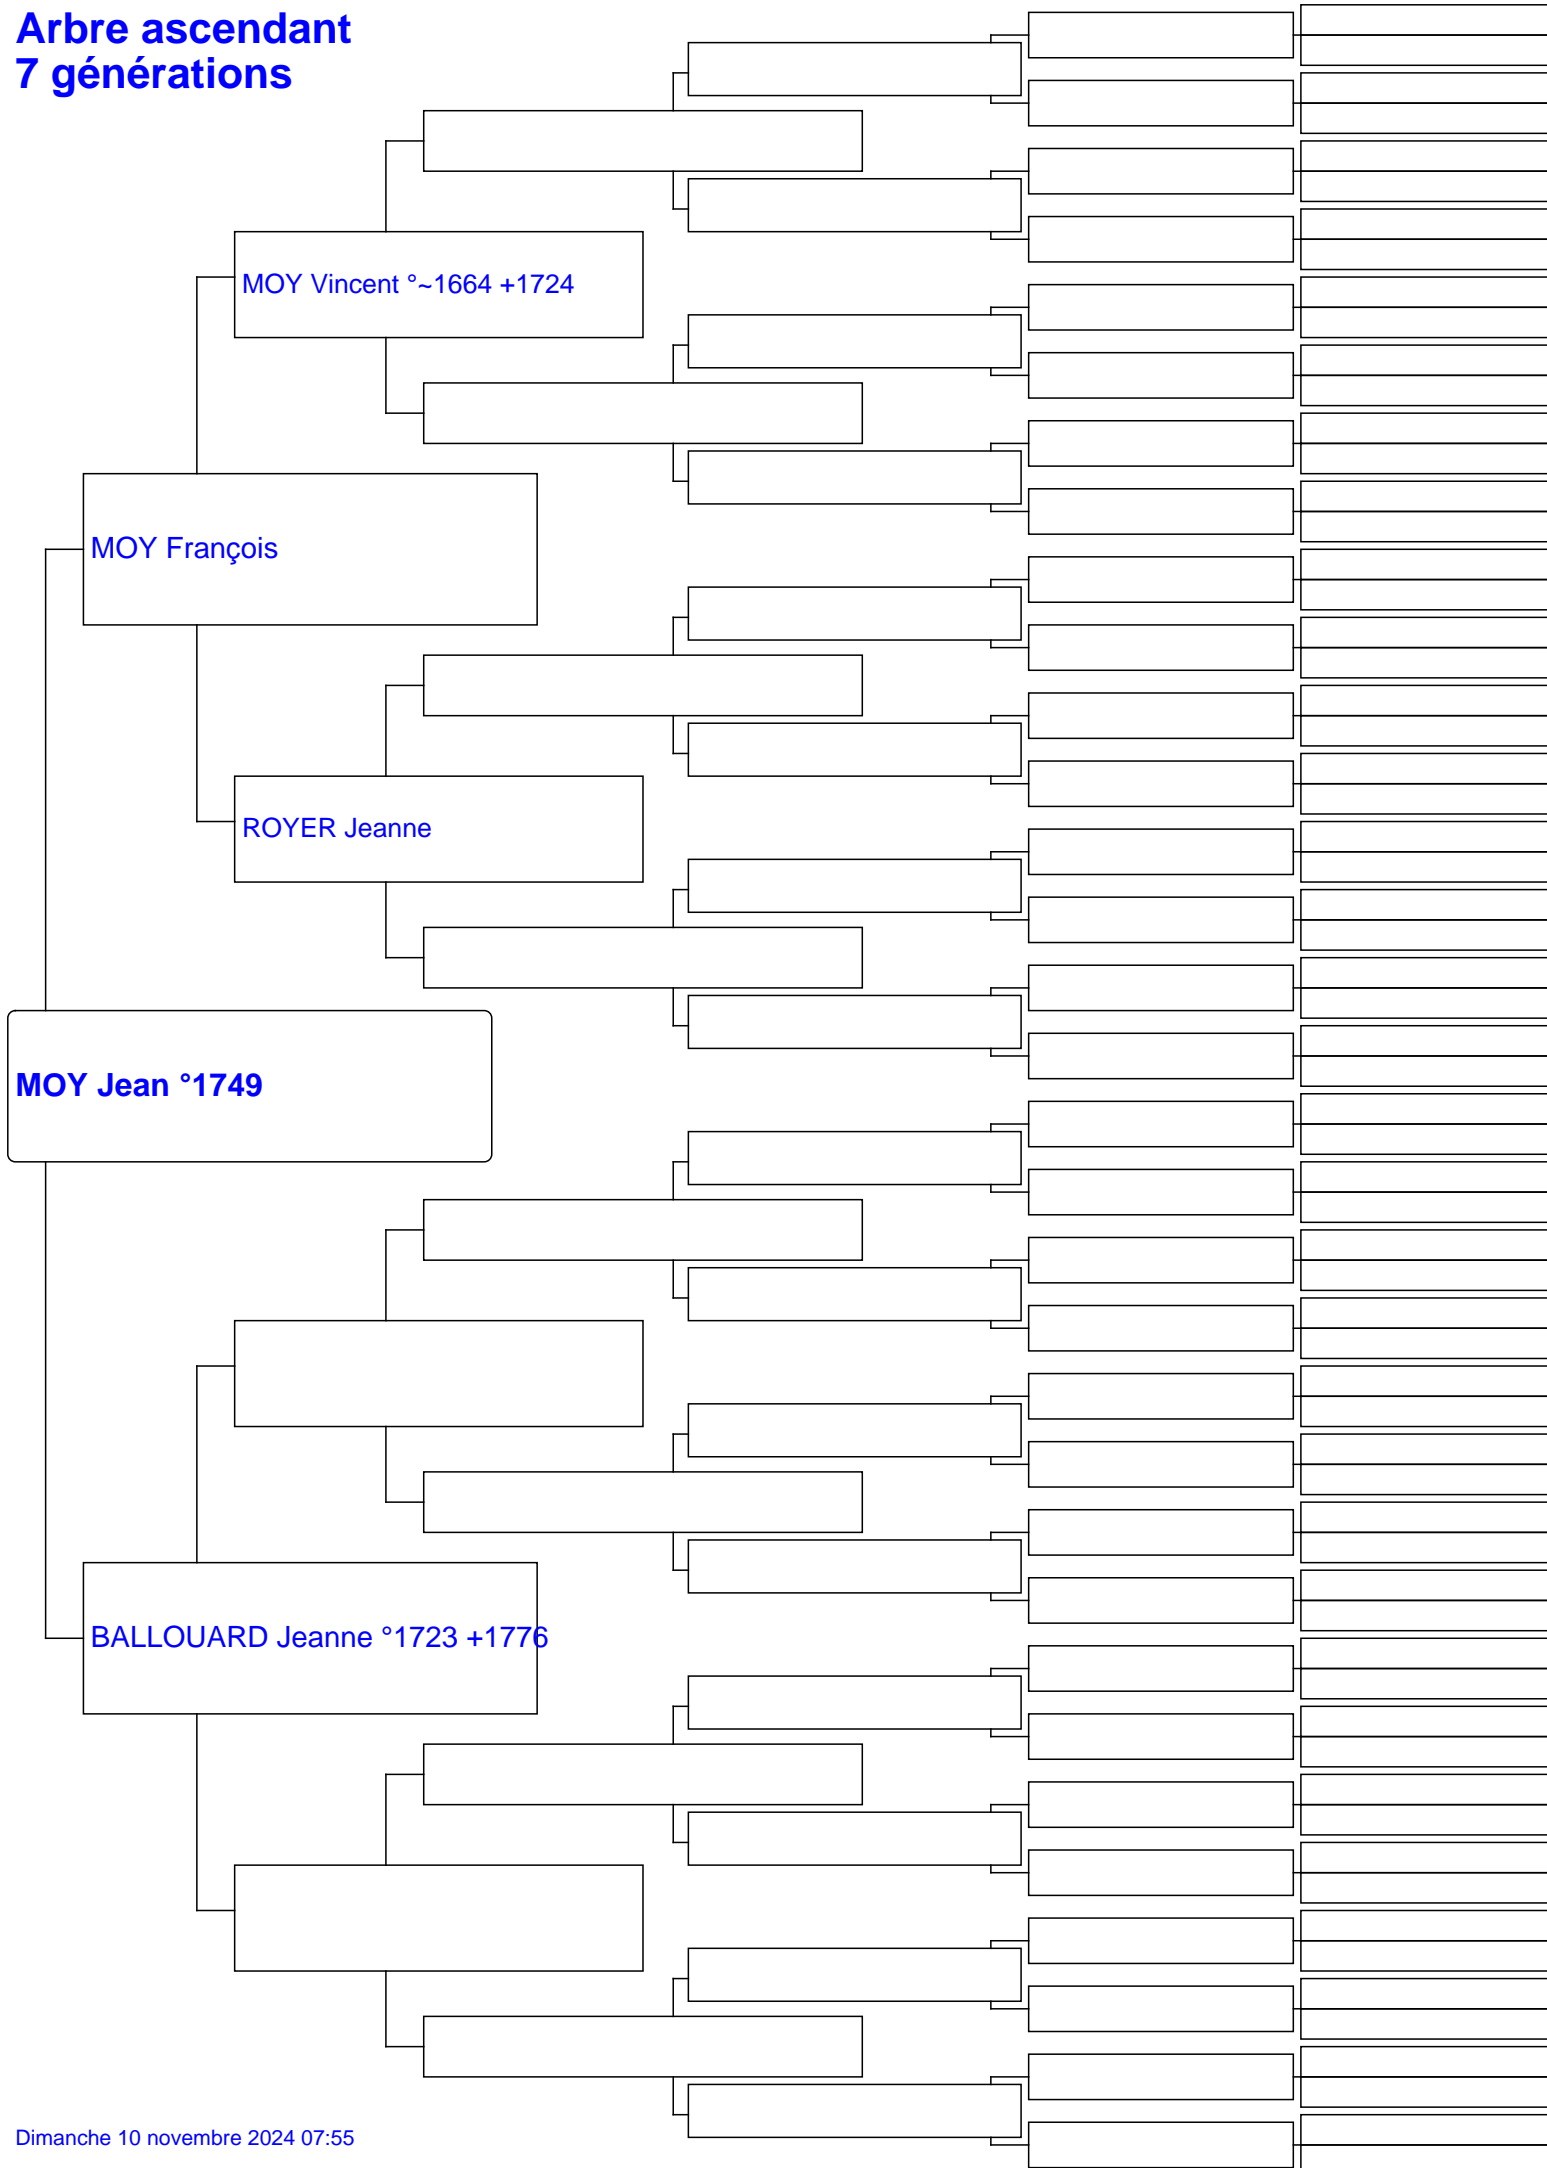 Arbre ascendant
7 générations
MOY Vincent °~1664 +1724
MOY François
ROYER Jeanne
MOY Jean °1749
BALLOUARD Jeanne °1723 +1776
Dimanche 10 novembre 2024 07:55